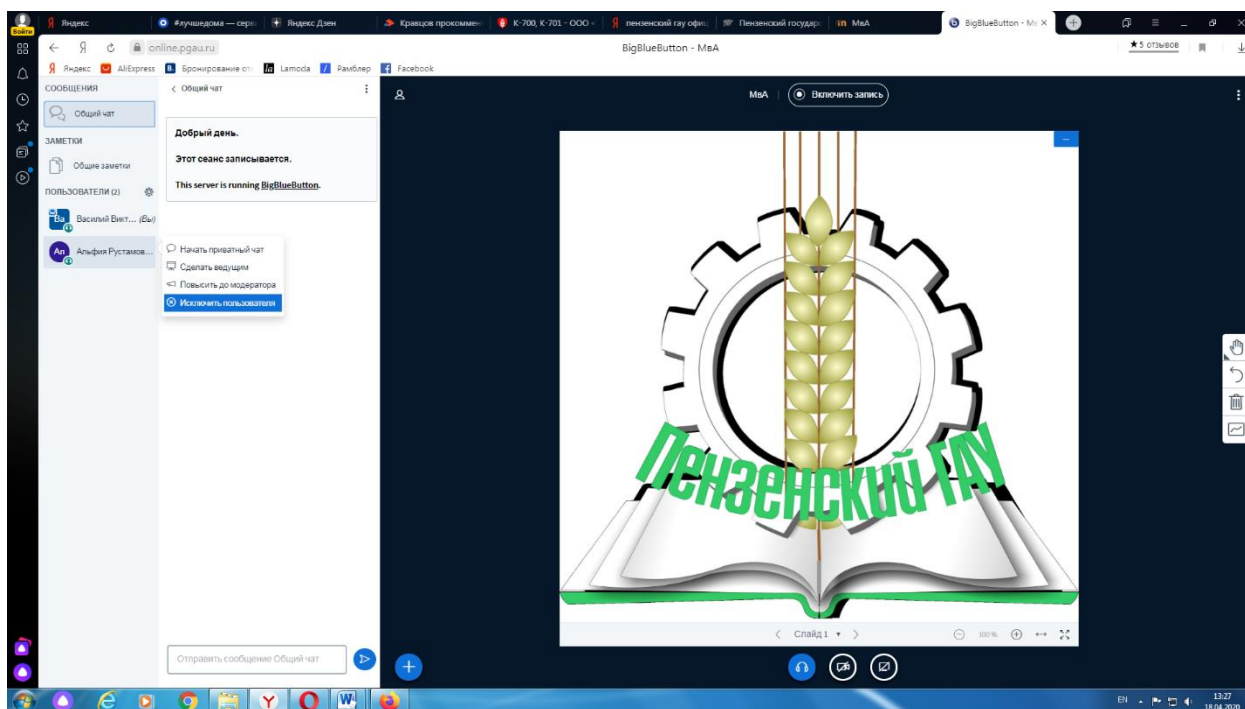 Войти
Яндекс
#лучшедома — серв
Яндекс Дзен
Кравцов прокоммен
К-700, К-701 - ООО
пензенский гау офиц
Пензенский государс
МвА
BigBlueButton - Мв
online.pgau.ru
BigBlueButton - МвА
★5 отзывов
Яндекс
AliExpress
Бронирование от
Lamoda
Рамблер
Facebook
СООБЩЕНИЯ
Общий чат
ЗАМЕТКИ
Общие заметки
ПОЛЬЗОВАТЕЛИ (2)
Ва
Василий Викт... (Вы)
Ал
Альфия Рустамов...
Общий чат
Добрый день.
Этот сеанс записывается.
This server is running BigBlueButton.
Начать приватный чат
Сделать ведущим
Повысить до модератора
Исключить пользователя
Отправить сообщение Общий чат
МвА
Включить запись
Пензенский ГАУ
Слайд 1
100%
EN
13:27
18.04.2020